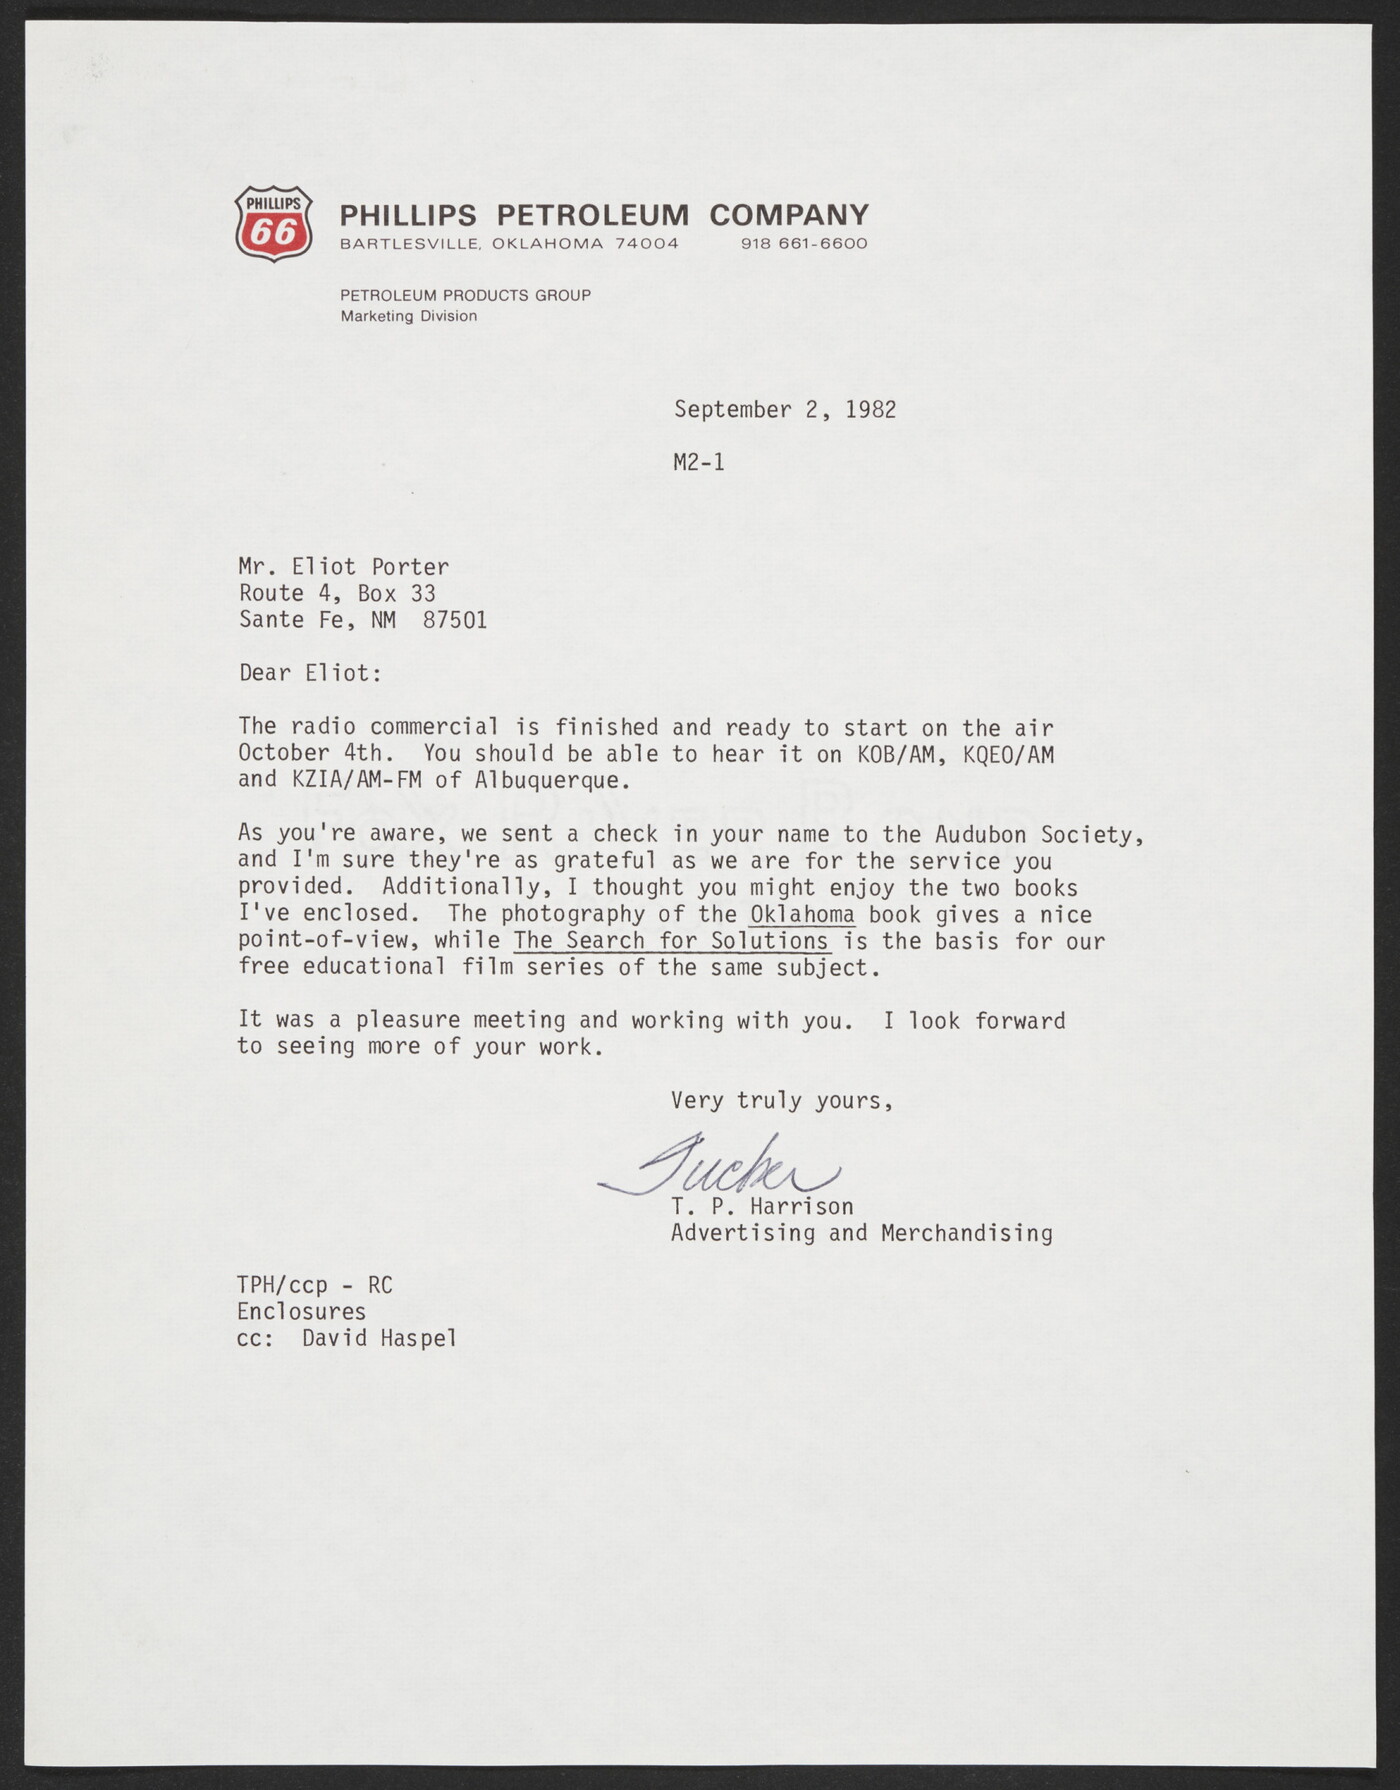 PHILLIPS
66
PHILLIPS PETROLEUM COMPANY
BARTLESVILLE, OKLAHOMA 74004 918 661-6600
PETROLEUM PRODUCTS GROUP
Marketing Division
September 2, 1982
M2-1
Mr. Eliot Porter
Route 4, Box 33
Sante Fe, NM 87501
Dear Eliot:
The radio commercial is finished and ready to start on the air
October 4th. You should be able to hear it on KOB/AM, KQEO/AM
and KZIA/AM-FM of Albuquerque.
As you're aware, we sent a check in your name to the Audubon Society,
and I'm sure they're as grateful as we are for the service you
provided. Additionally, I thought you might enjoy the two books
I've enclosed. The photography of the Oklahoma book gives a nice
point-of-view, while The Search for Solutions is the basis for our
free educational film series of the same subject.
It was a pleasure meeting and working with you. I look forward
to seeing more of your work.
Very truly yours,
Tucker
T. P. Harrison
Advertising and Merchandising
TPH/ccp - RC
Enclosures
cc: David Haspel